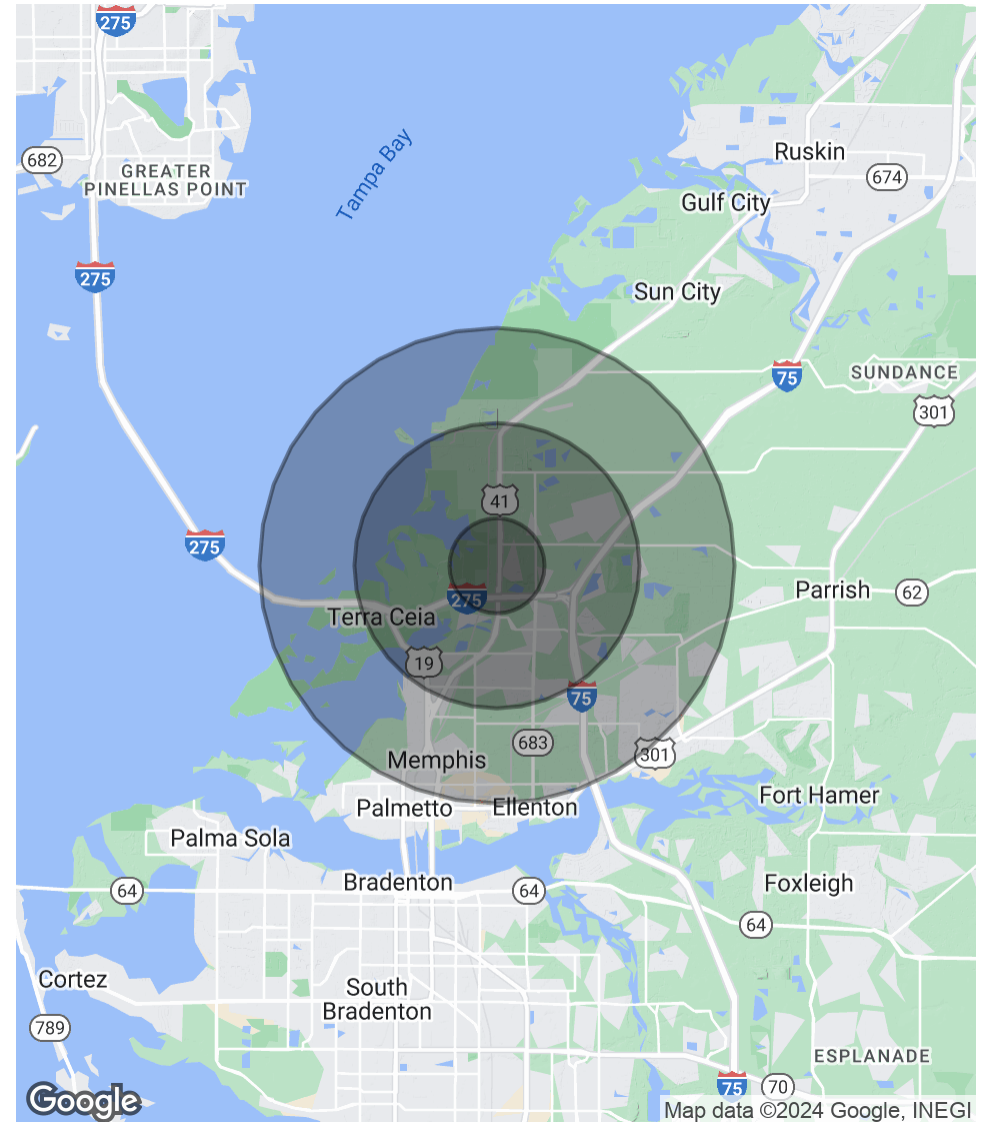 275
Ruskin
682
GREATER
PINELLAS POINT
674
Tampa Bay
Gulf City
275
Sun City
75
SUNDANCE
301
41
275
275
Parrish
62
Terra Ceia
19
75
683
301
Memphis
Fort Hamer
Palmetto
Ellenton
Palma Sola
Bradenton
64
64
Foxleigh
64
Cortez
South
Bradenton
789
ESPLANADE
75
70
Google
Map data ©2024 Google, INEGI